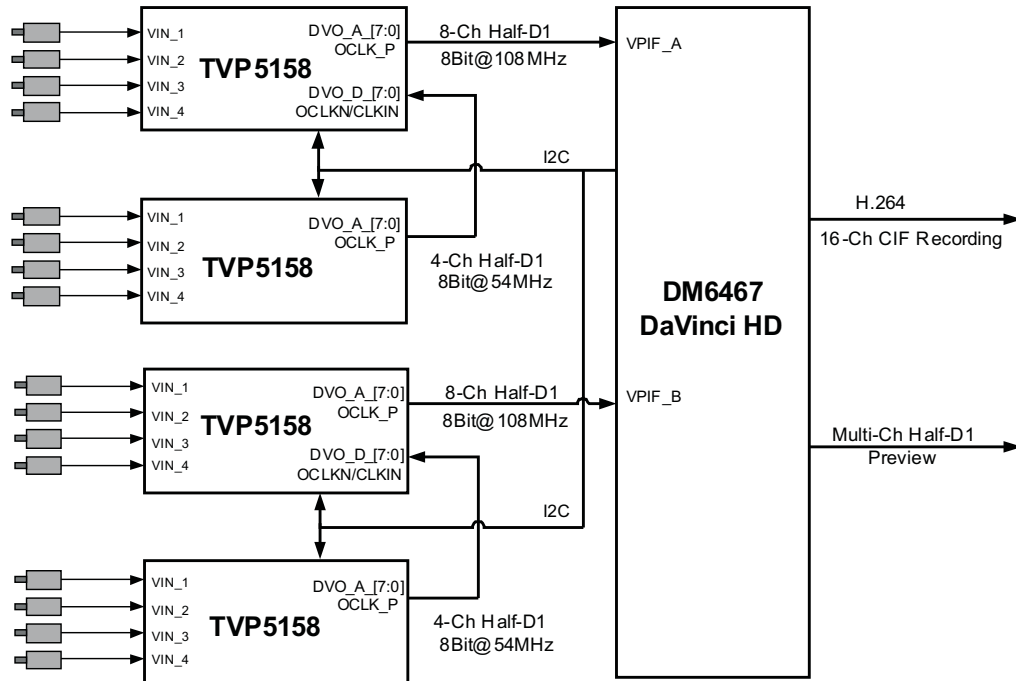 VIN_1
VIN_2
VIN_3
VIN_4
TVP5158
DVO_A_[7:0]
OCLK_P
DVO_D_[7:0]
OCLKN/CLKIN
8-Ch Half-D1
8Bit@108MHz
VPIF_A
I2C
VIN_1
VIN_2
VIN_3
VIN_4
TVP5158
DVO_A_[7:0]
OCLK_P
4-Ch Half-D1
8Bit@54MHz
H.264
16-Ch CIF Recording
DM6467
DaVinci HD
VIN_1
VIN_2
VIN_3
VIN_4
TVP5158
DVO_A_[7:0]
OCLK_P
DVO_D_[7:0]
OCLKN/CLKIN
8-Ch Half-D1
8Bit@108MHz
VPIF_B
Multi-Ch Half-D1
Preview
I2C
VIN_1
VIN_2
VIN_3
VIN_4
TVP5158
DVO_A_[7:0]
OCLK_P
4-Ch Half-D1
8Bit@54MHz